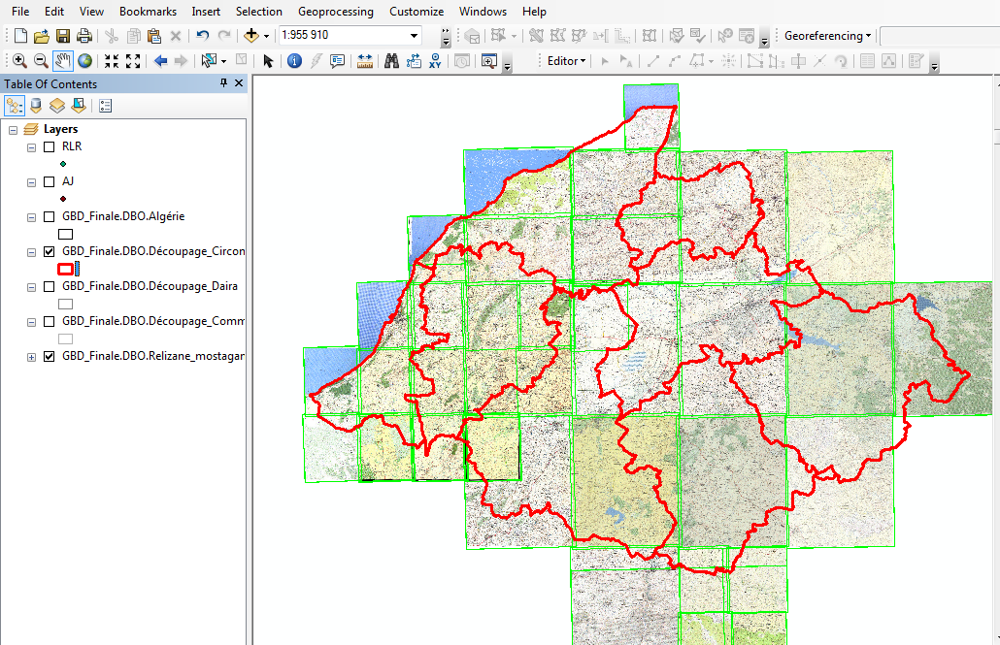 File Edit View Bookmarks Insert Selection Geoprocessing Customize Windows Help
1:955 910
Georeferencing
Editor
XY
Table Of Contents
Layers
RLR
AJ
GBD_Finale.DBO.Algérie
GBD_Finale.DBO.Découpage_Circon
GBD_Finale.DBO.Découpage_Daira
GBD_Finale.DBO.Découpage_Comm
GBD_Finale.DBO.Relizane_mostagar